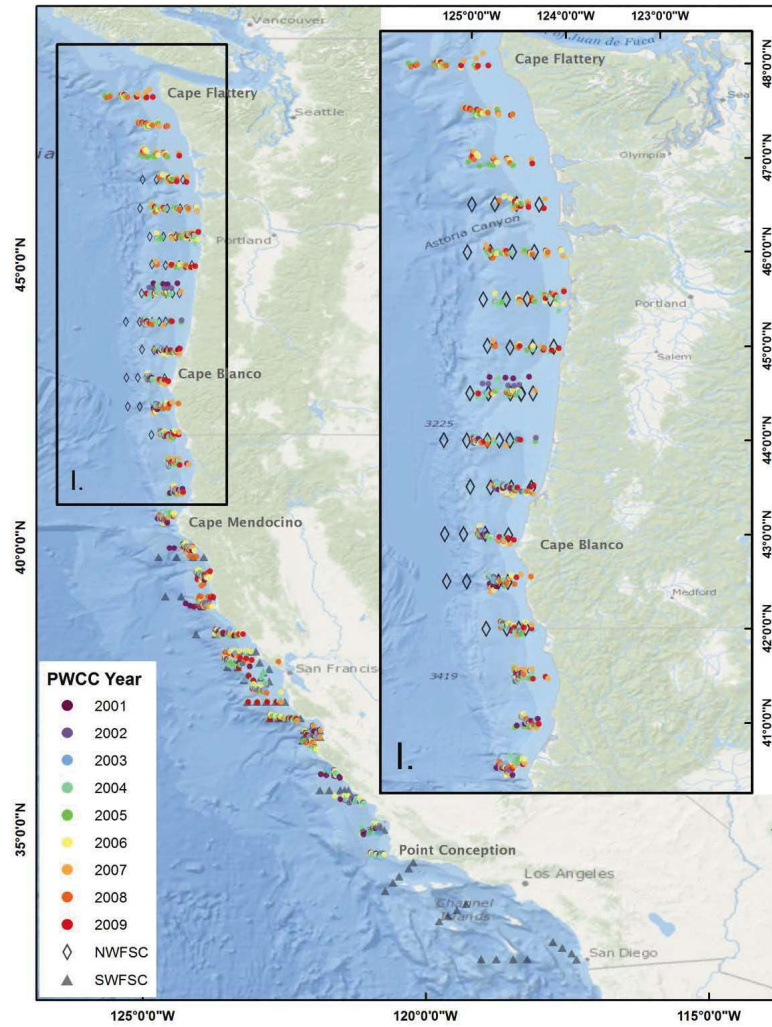 Vancouver
Cape Flattery
Seattle
ia
Portland
Cape Blanco
I.
Cape Mendocino
San Francisc
Point Conception
Los Angeles
Channel
Islands
San Diego
45°0'0"N
40°0'0"N
35°0'0"N
125°0'0"W
120°0'0"W
115°0'0"W
PWCC Year
2001
2002
2003
2004
2005
2006
2007
2008
2009
NWFSC
SWFSC
125°0'0"W
124°0'0"W
123°0'0"W
Juan de Fuca
Cape Flattery
Sea
Olympia
Astoria Canyon
Portland
Salem
3225
Cape Blanco
Medford
3419
I.
48°0'0"N
47°0'0"N
46°0'0"N
45°0'0"N
44°0'0"N
43°0'0"N
42°0'0"N
41°0'0"N